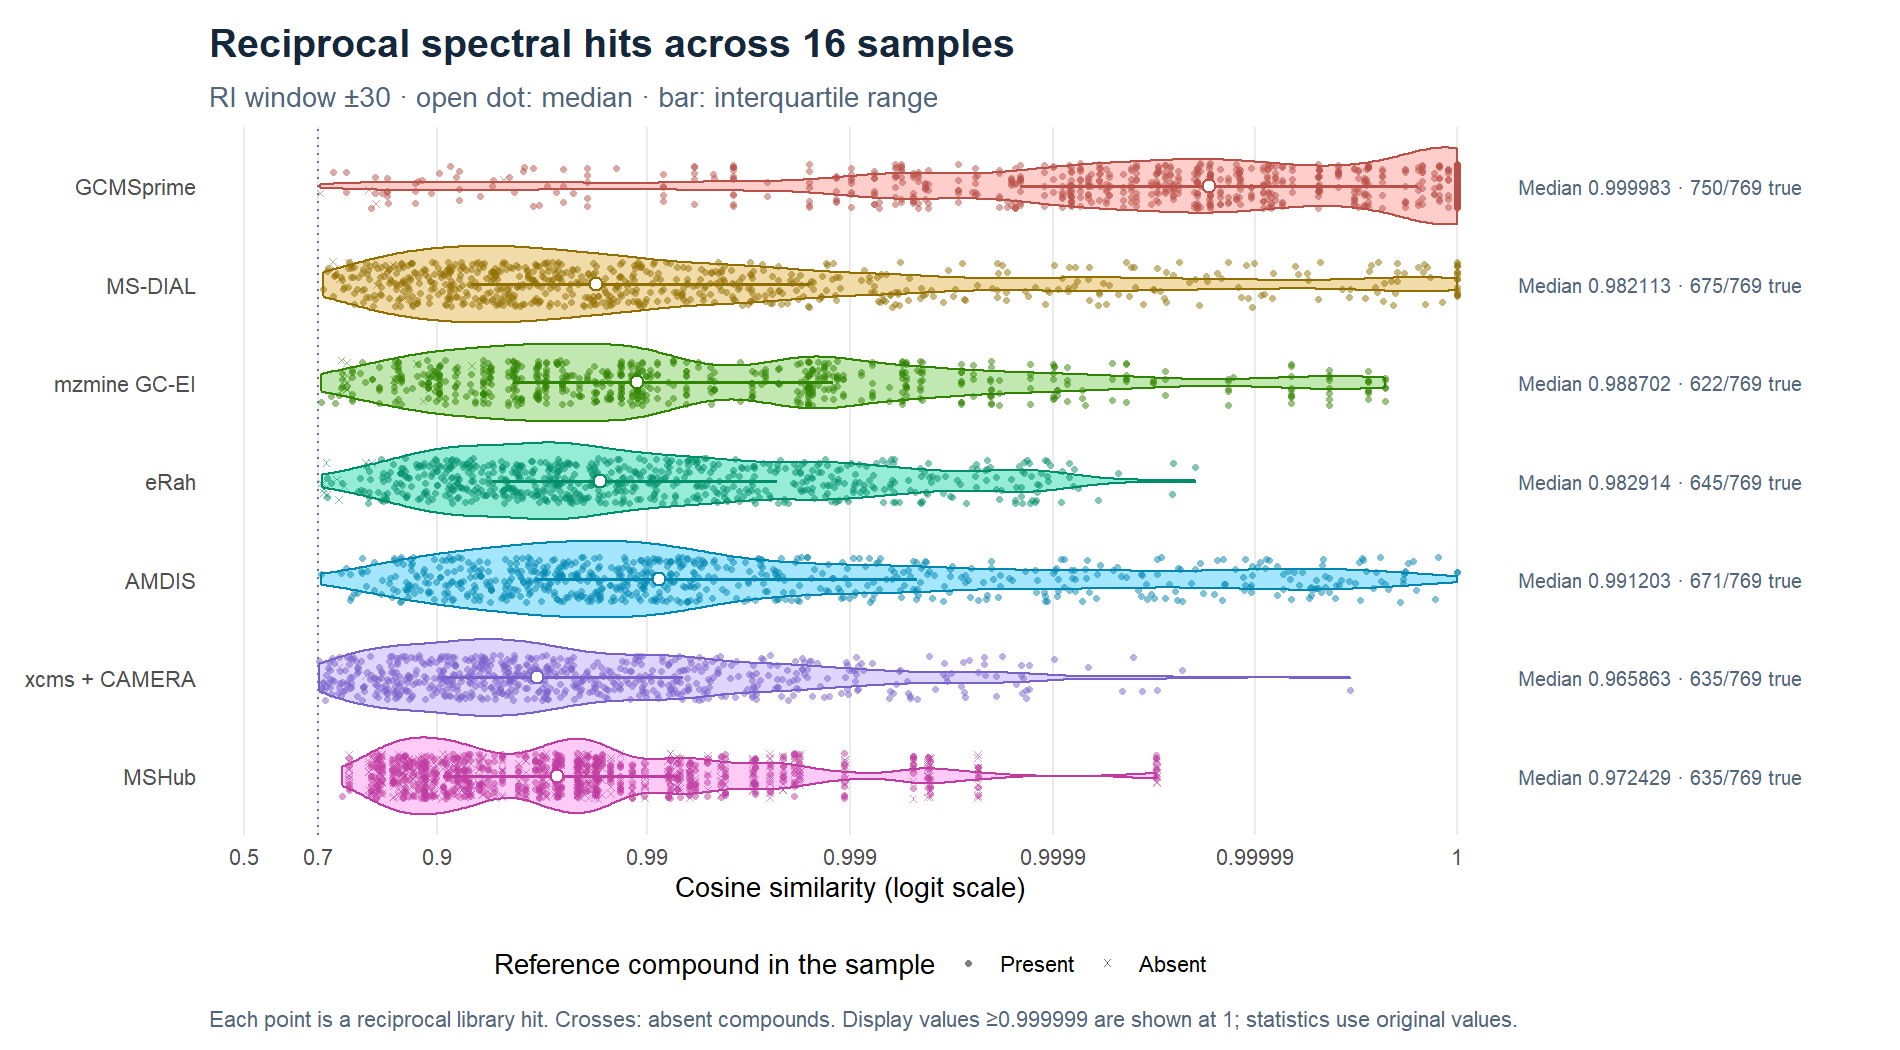 Reciprocal spectral hits across 16 samples
RI window ±30 · open dot: median · bar: interquartile range
GCMSprime
Median 0.999983 · 750/769 true
MS-DIAL
Median 0.982113 · 675/769 true
mzmine GC-EI
Median 0.988702 · 622/769 true
eRah
Median 0.982914 · 645/769 true
AMDIS
Median 0.991203 · 671/769 true
xcms + CAMERA
Median 0.965863 · 635/769 true
MSHub
Median 0.972429 · 635/769 true
0.5 0.7 0.9 0.99 0.999 0.9999 0.99999 1
Cosine similarity (logit scale)
Reference compound in the sample Present Absent
Each point is a reciprocal library hit. Crosses: absent compounds. Display values ≥0.999999 are shown at 1; statistics use original values.